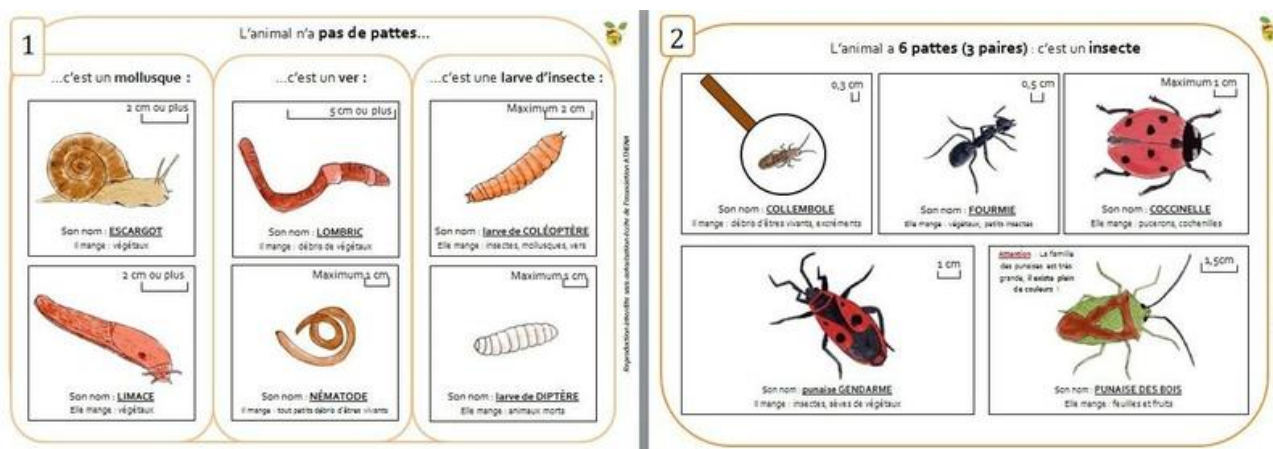 1
L'animal n'a pas de pattes...
...c'est un mollusque :
2 cm ou plus
Son nom : ESCARGOT
Il mange : végétaux
2 cm ou plus
Son nom : LIMACE
Elle mange : végétaux
...c'est un ver :
5 cm ou plus
Son nom : LOMBRIC
Il mange : débris de végétaux
Maximum 1 cm
Son nom : NÉMATODE
Il mange : tout petits débris d'êtres vivants
...c'est une larve d'insecte :
Maximum 2 cm
Son nom : larve de COLÉOPTÈRE
Elle mange : insectes, mollusques, vers
Maximum 1 cm
Son nom : larve de DIPTÈRE
Elle mange : animaux morts
2
L'animal a 6 pattes (3 paires) : c'est un insecte
0,3 cm
Son nom : COLLEMBOLE
Il mange : débris d'êtres vivants, excréments
0,5 cm
Son nom : FOURMIE
Elle mange : végétaux, petits insectes
Maximum 1 cm
Son nom : COCCINELLE
Elle mange : pucerons, cochenilles
1 cm
Son nom : punaise GENDARME
Il mange : insectes, sèves de végétaux
Attention : La famille
des punaises est très
grande, il existe plein
de couleurs !
1,5cm
Son nom : PUNAISE DES BOIS
Elle mange : feuilles et fruits